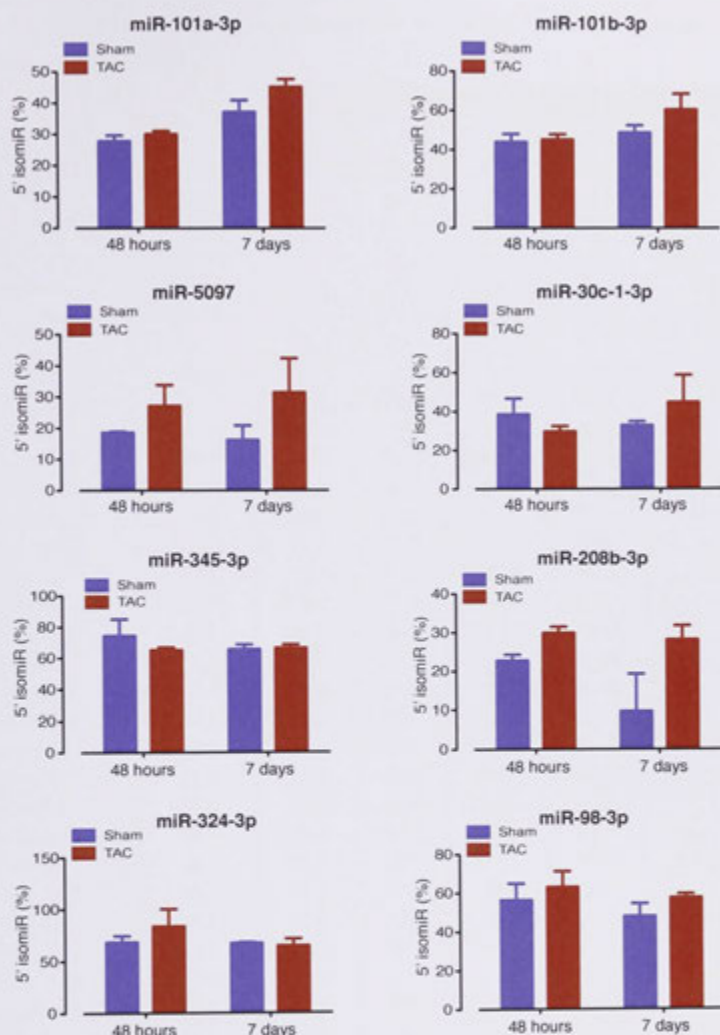 miR-101a-3p
Sham
TAC
5' isomiR (%)
50
40
30
20
10
0
48 hours
7 days
miR-101b-3p
Sham
TAC
5' isomiR (%)
80
60
40
20
0
48 hours
7 days
miR-5097
Sham
TAC
5' isomiR (%)
50
40
30
20
10
0
48 hours
7 days
miR-30c-1-3p
Sham
TAC
5' isomiR (%)
80
60
40
20
0
48 hours
7 days
miR-345-3p
Sham
TAC
5' isomiR (%)
100
80
60
40
20
0
48 hours
7 days
miR-208b-3p
Sham
TAC
5' isomiR (%)
40
30
20
10
0
48 hours
7 days
miR-324-3p
Sham
TAC
5' isomiR (%)
150
100
50
0
48 hours
7 days
miR-98-3p
Sham
TAC
5' isomiR (%)
80
60
40
20
0
48 hours
7 days